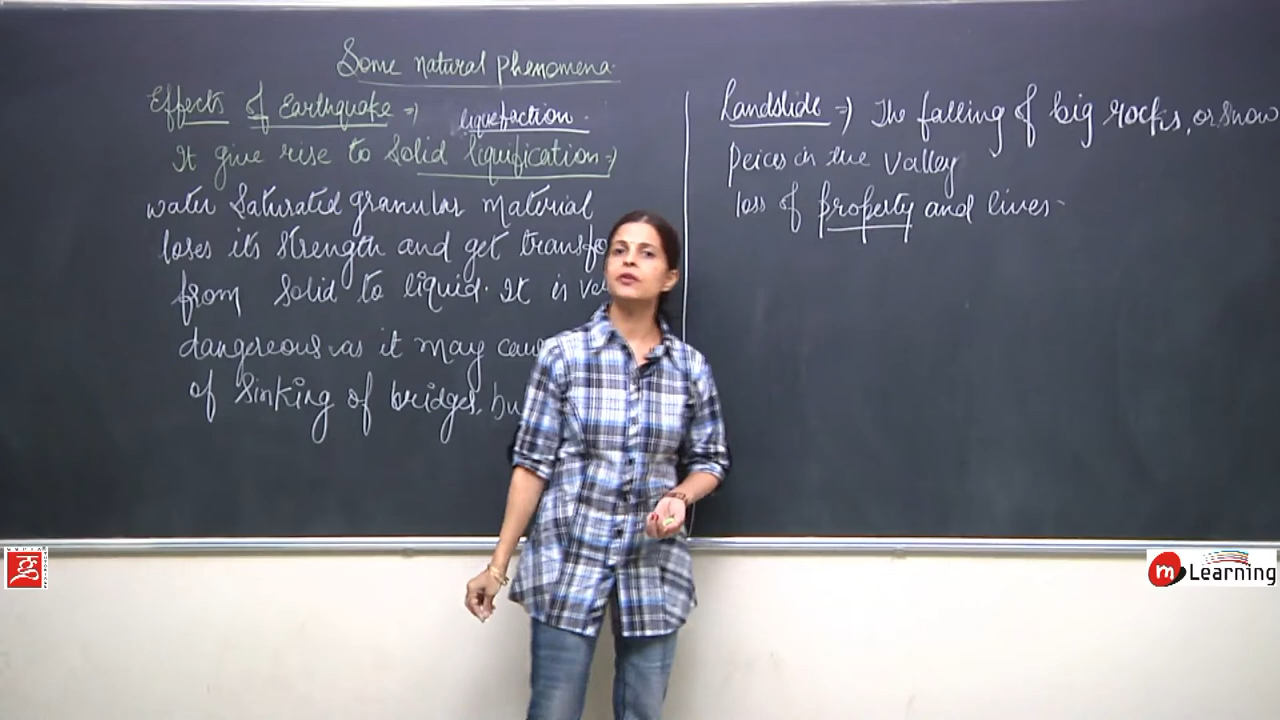 Some natural phenomena.
Effects of Earthquake ⇒ liquefaction.
It give rise to Solid liquification ⇒
water saturated granular material
loses its strength and get transfo
from Solid to liquid. It is ve
dangereous as it may cau
of Sinking of bridges, bu
Landslide ⇒ The falling of big rocks, or snow
peices in the valley
loss of property and lives.
g
m Learning